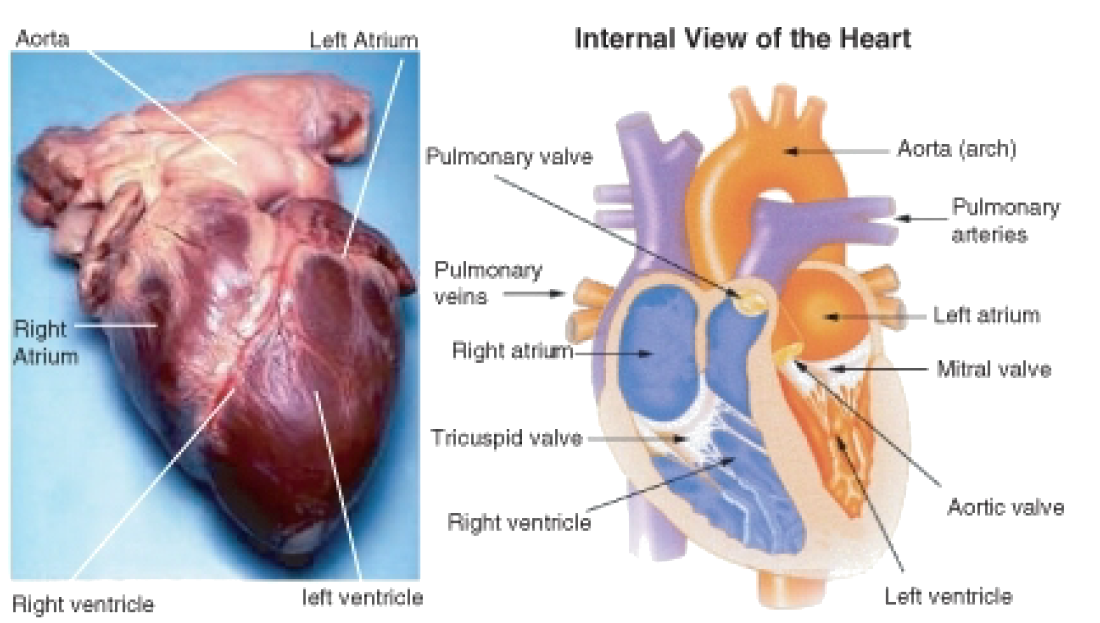 Aorta
Left Atrium
Right
Atrium
Right ventricle
left ventricle
Internal View of the Heart
Pulmonary valve
Aorta (arch)
Pulmonary
arteries
Pulmonary
veins
Left atrium
Right atrium
Mitral valve
Tricuspid valve
Aortic valve
Right ventricle
Left ventricle